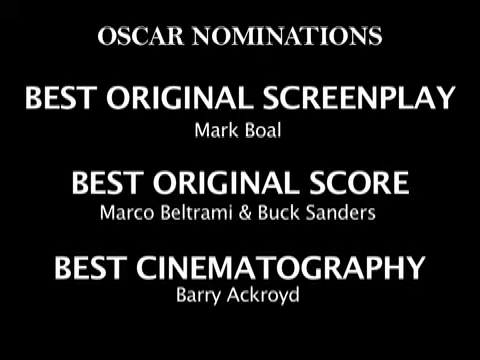 OSCAR NOMINATIONS
BEST ORIGINAL SCREENPLAY
Mark Boal
BEST ORIGINAL SCORE
Marco Beltrami & Buck Sanders
BEST CINEMATOGRAPHY
Barry Ackroyd